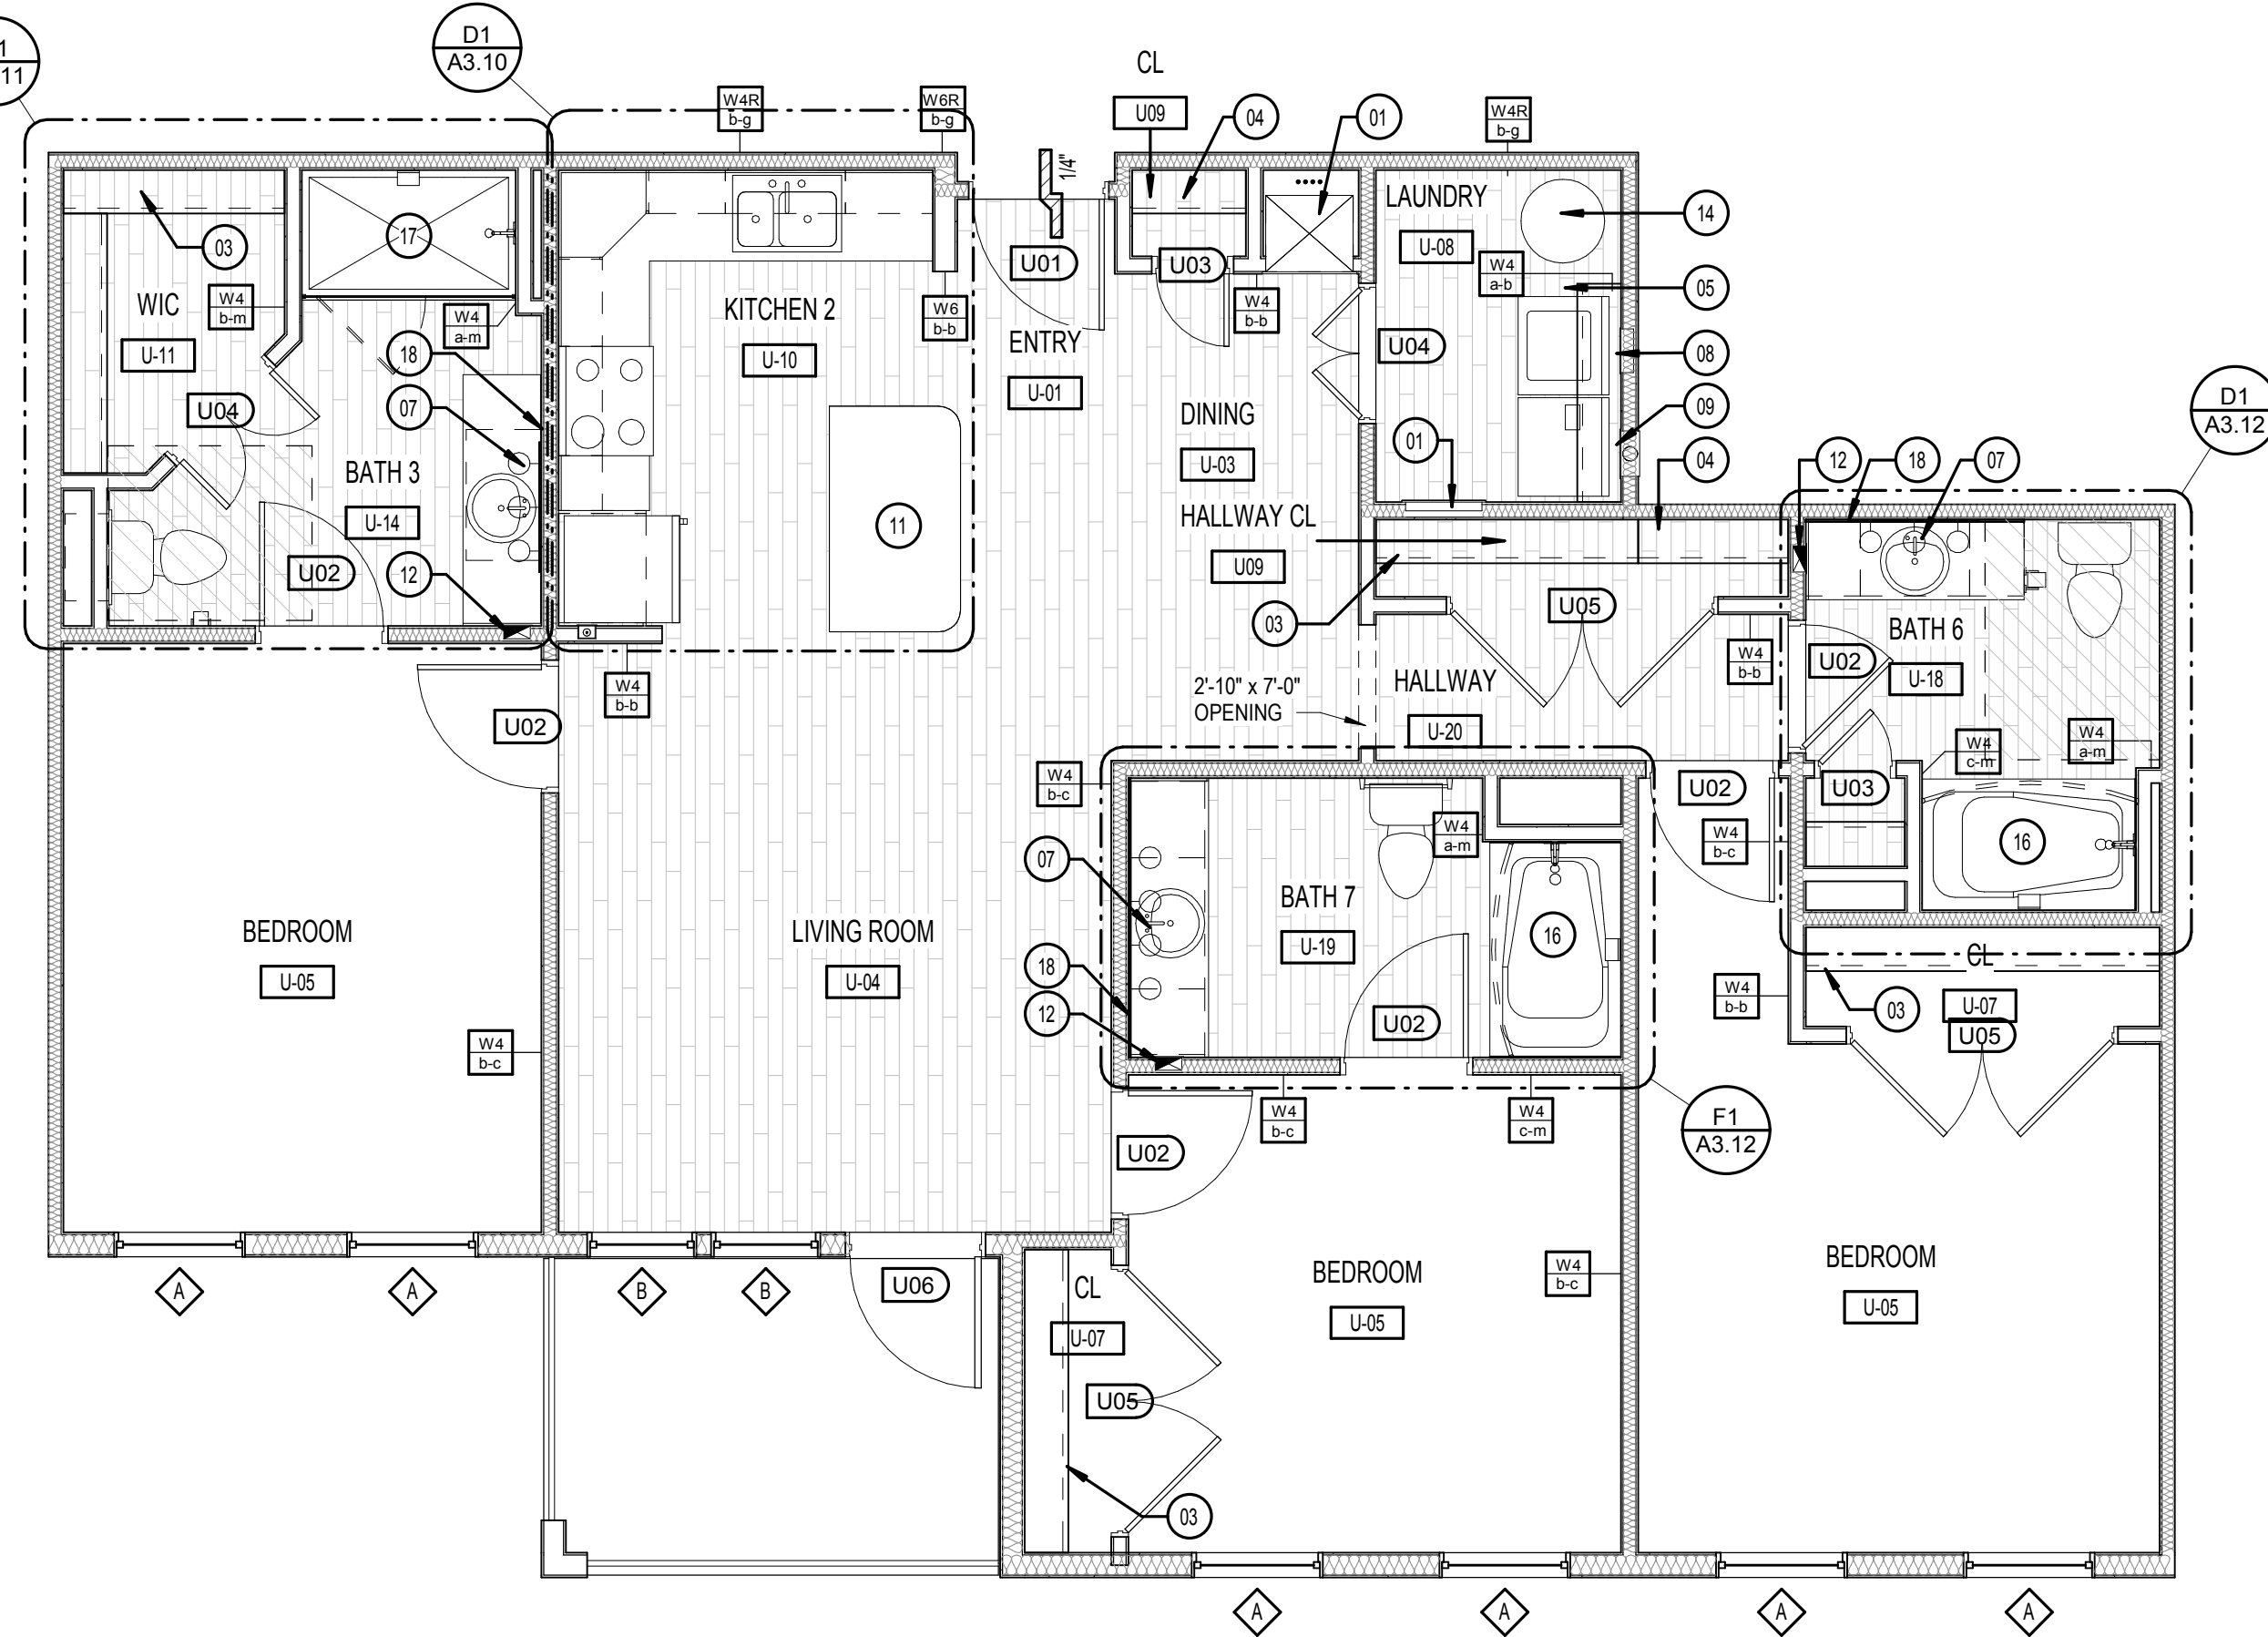 1
11
D1
A3.10
CL
W4R
b-g
W6R
b-g
U09
04
01
W4R
b-g
1/4"
LAUNDRY
U-08
14
17
03
U01
U03
W4
a-b
05
WIC
U-11
W4
b-m
W4
a-m
KITCHEN 2
U-10
W6
b-b
W4
b-b
ENTRY
U-01
U04
08
18
07
U04
DINING
U-03
01
09
04
D1
A3.12
BATH 3
U-14
12
18
07
11
HALLWAY CL
U09
U02
12
03
U05
BATH 6
U-18
U02
W4
b-b
W4
b-b
2'-10" x 7'-0"
OPENING
HALLWAY
U-20
U02
W4
c-m
W4
a-m
W4
b-c
U02
U03
W4
a-m
W4
b-c
16
07
BATH 7
U-19
16
BEDROOM
U-05
LIVING ROOM
U-04
18
12
U02
W4
b-b
CL
U-07
03
U05
W4
b-c
W4
b-c
W4
c-m
F1
A3.12
U02
A
A
B
B
U06
CL
U-07
BEDROOM
U-05
W4
b-c
BEDROOM
U-05
U05
03
A
A
A
A